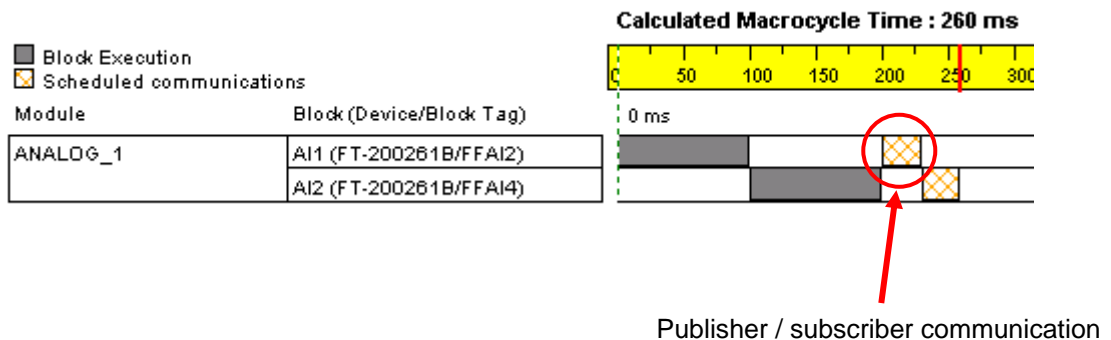 Calculated Macrocycle Time : 260 ms
Block Execution
Scheduled communications
0 50 100 150 200 250 300
Module Block (Device/Block Tag) 0 ms
ANALOG_1 AI1 (FT-200261B/FFAI2)
AI2 (FT-200261B/FFAI4)
Publisher / subscriber communication